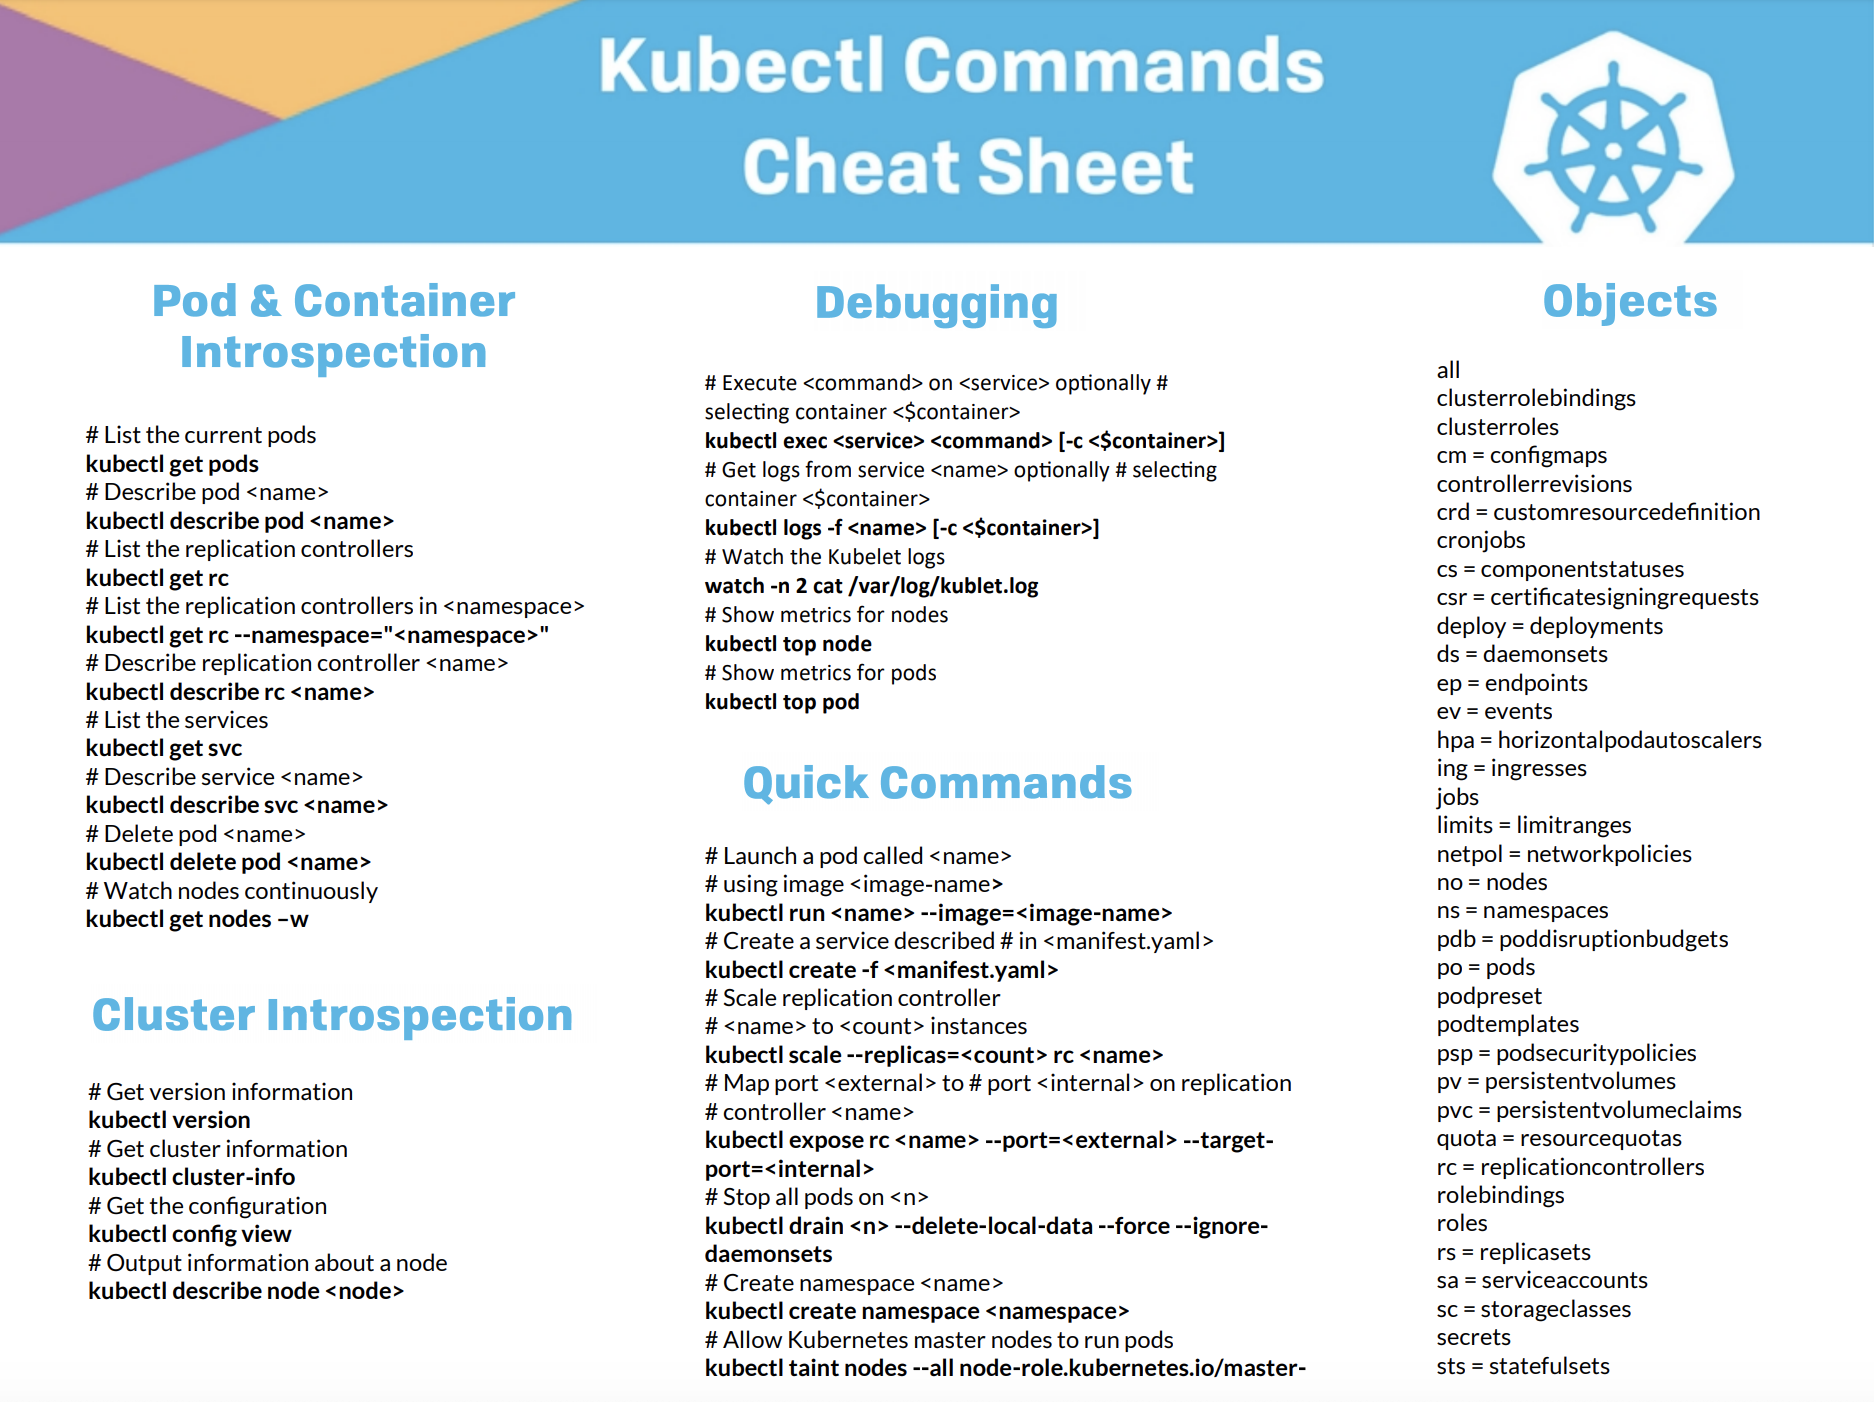 Kubectl Commands
Cheat Sheet
Pod & Container
Introspection
# List the current pods
kubectl get pods
# Describe pod <name>
kubectl describe pod <name>
# List the replication controllers
kubectl get rc
# List the replication controllers in <namespace>
kubectl get rc --namespace="<namespace>"
# Describe replication controller <name>
kubectl describe rc <name>
# List the services
kubectl get svc
# Describe service <name>
kubectl describe svc <name>
# Delete pod <name>
kubectl delete pod <name>
# Watch nodes continuously
kubectl get nodes –w
Cluster Introspection
# Get version information
kubectl version
# Get cluster information
kubectl cluster-info
# Get the configuration
kubectl config view
# Output information about a node
kubectl describe node <node>
Debugging
# Execute <command> on <service> optionally #
selecting container <$container>
kubectl exec <service> <command> [-c <$container>]
# Get logs from service <name> optionally # selecting
container <$container>
kubectl logs -f <name> [-c <$container>]
# Watch the Kubelet logs
watch -n 2 cat /var/log/kublet.log
# Show metrics for nodes
kubectl top node
# Show metrics for pods
kubectl top pod
Quick Commands
# Launch a pod called <name>
# using image <image-name>
kubectl run <name> --image=<image-name>
# Create a service described # in <manifest.yaml>
kubectl create -f <manifest.yaml>
# Scale replication controller
# <name> to <count> instances
kubectl scale --replicas=<count> rc <name>
# Map port <external> to # port <internal> on replication
# controller <name>
kubectl expose rc <name> --port=<external> --target-
port=<internal>
# Stop all pods on <n>
kubectl drain <n> --delete-local-data --force --ignore-
daemonsets
# Create namespace <name>
kubectl create namespace <namespace>
# Allow Kubernetes master nodes to run pods
kubectl taint nodes --all node-role.kubernetes.io/master-
Objects
all
clusterrolebindings
clusterroles
cm = configmaps
controllerrevisions
crd = customresourcedefinition
cronjobs
cs = componentstatuses
csr = certificatesigningrequests
deploy = deployments
ds = daemonsets
ep = endpoints
ev = events
hpa = horizontalpodautoscalers
ing = ingresses
jobs
limits = limitranges
netpol = networkpolicies
no = nodes
ns = namespaces
pdb = poddisruptionbudgets
po = pods
podpreset
podtemplates
psp = podsecuritypolicies
pv = persistentvolumes
pvc = persistentvolumeclaims
quota = resourcequotas
rc = replicationcontrollers
rolebindings
roles
rs = replicasets
sa = serviceaccounts
sc = storageclasses
secrets
sts = statefulsets